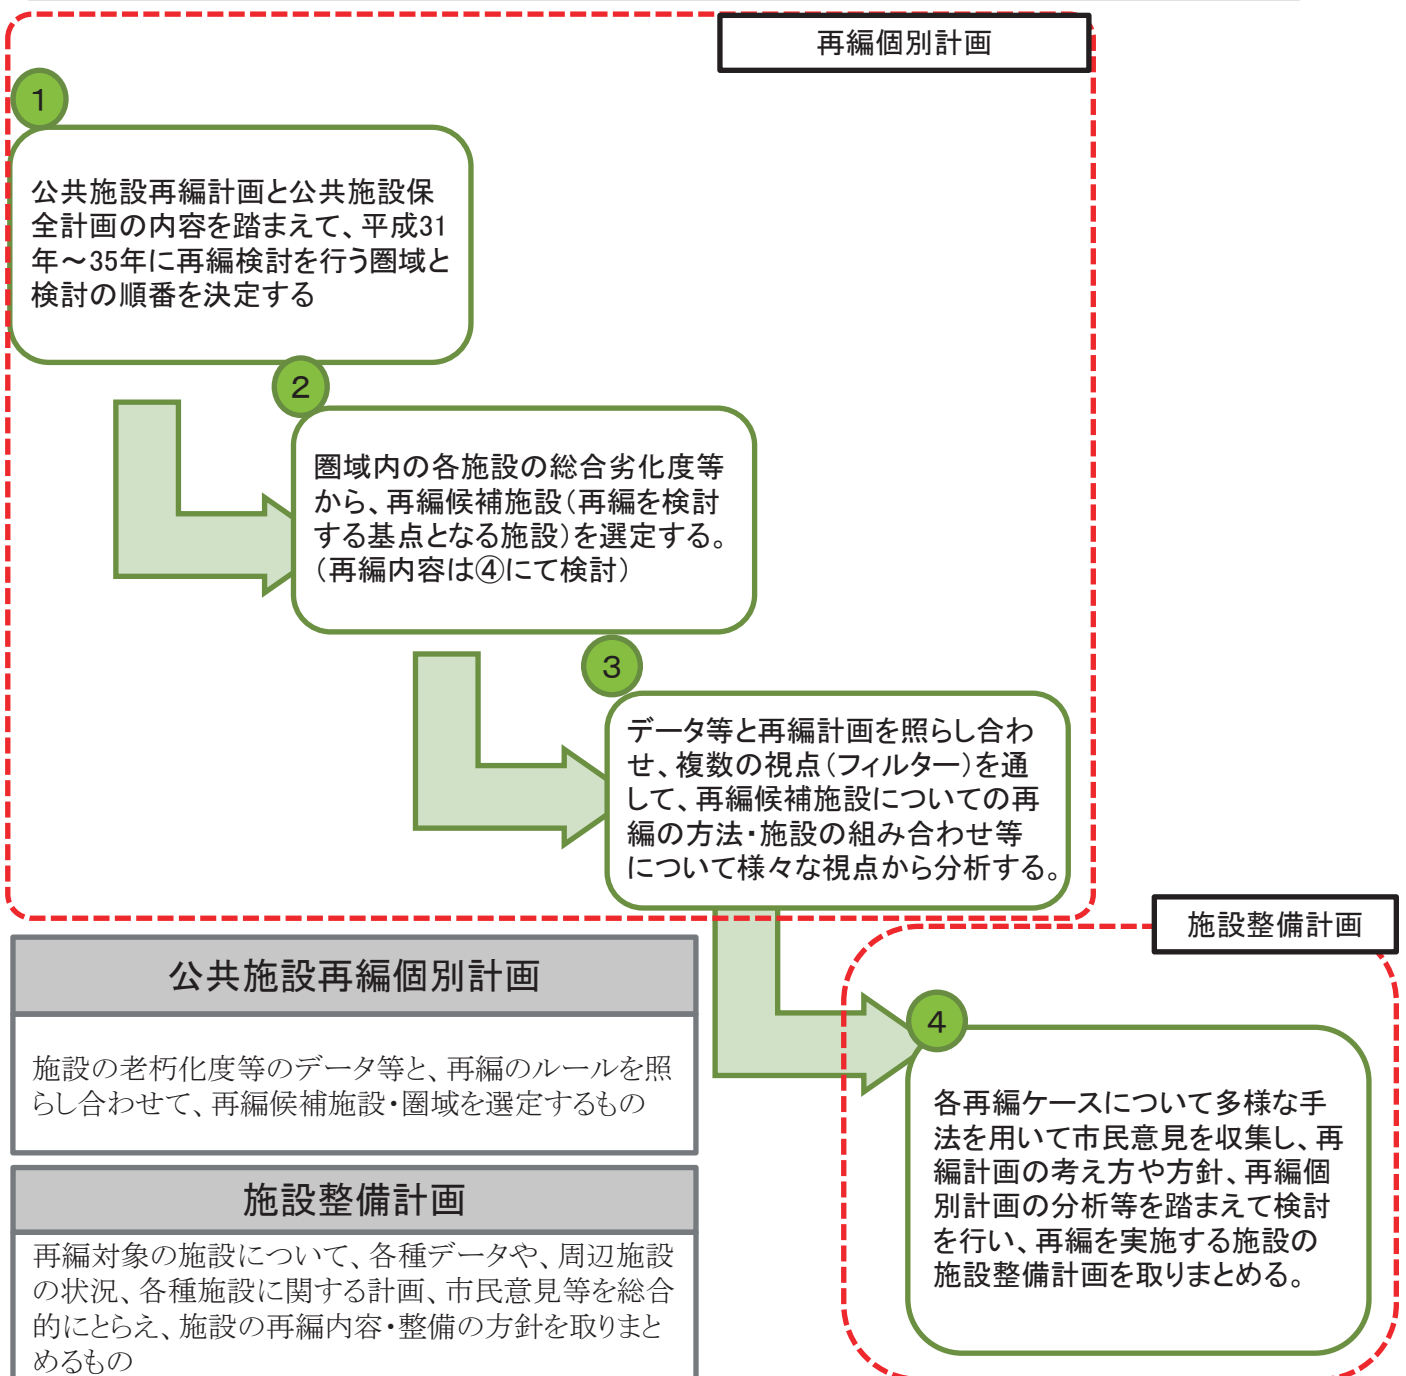 再編個別計画
1
公共施設再編計画と公共施設保
全計画の内容を踏まえて、平成31
年～35年に再編検討を行う圏域と
検討の順番を決定する
2
圏域内の各施設の総合劣化度等
から、再編候補施設（再編を検討
する基点となる施設）を選定する。
（再編内容は④にて検討）
3
データ等と再編計画を照らし合わ
せ、複数の視点（フィルター）を通
して、再編候補施設についての再
編の方法・施設の組み合わせ等
について様々な視点から分析する。
施設整備計画
4
各再編ケースについて多様な手
法を用いて市民意見を収集し、再
編計画の考え方や方針、再編個
別計画の分析等を踏まえて検討
を行い、再編を実施する施設の
施設整備計画を取りまとめる。
公共施設再編個別計画
施設の老朽化度等のデータ等と、再編のルールを照
らし合わせて、再編候補施設・圏域を選定するもの
施設整備計画
再編対象の施設について、各種データや、周辺施設
の状況、各種施設に関する計画、市民意見等を総合
的にとらえ、施設の再編内容・整備の方針を取りまと
めるもの